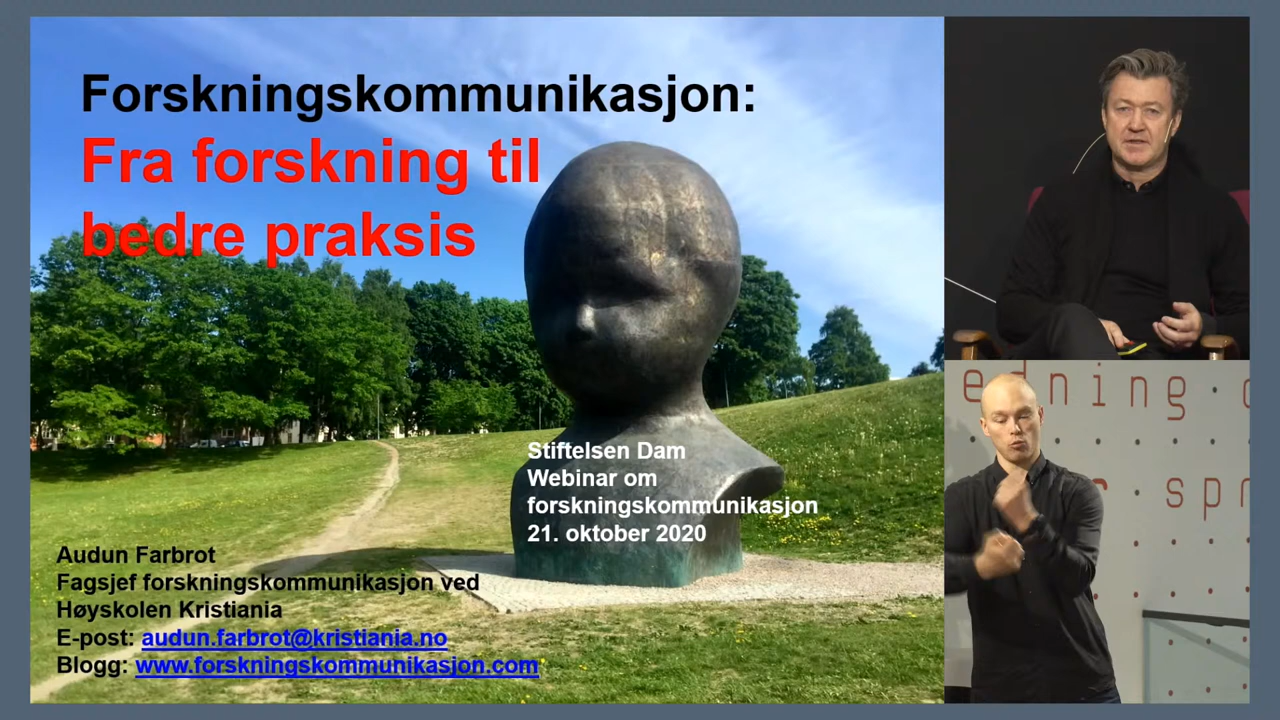 Forskningskommunikasjon:
Fra forskning til
bedre praksis
Stiftelsen Dam
Webinar om
forskningskommunikasjon
21. oktober 2020
Audun Farbrot
Fagsjef forskningskommunikasjon ved
Høyskolen Kristiania
E-post: audun.farbrot@kristiania.no
Blogg: www.forskningskommunikasjon.com
edning
spr